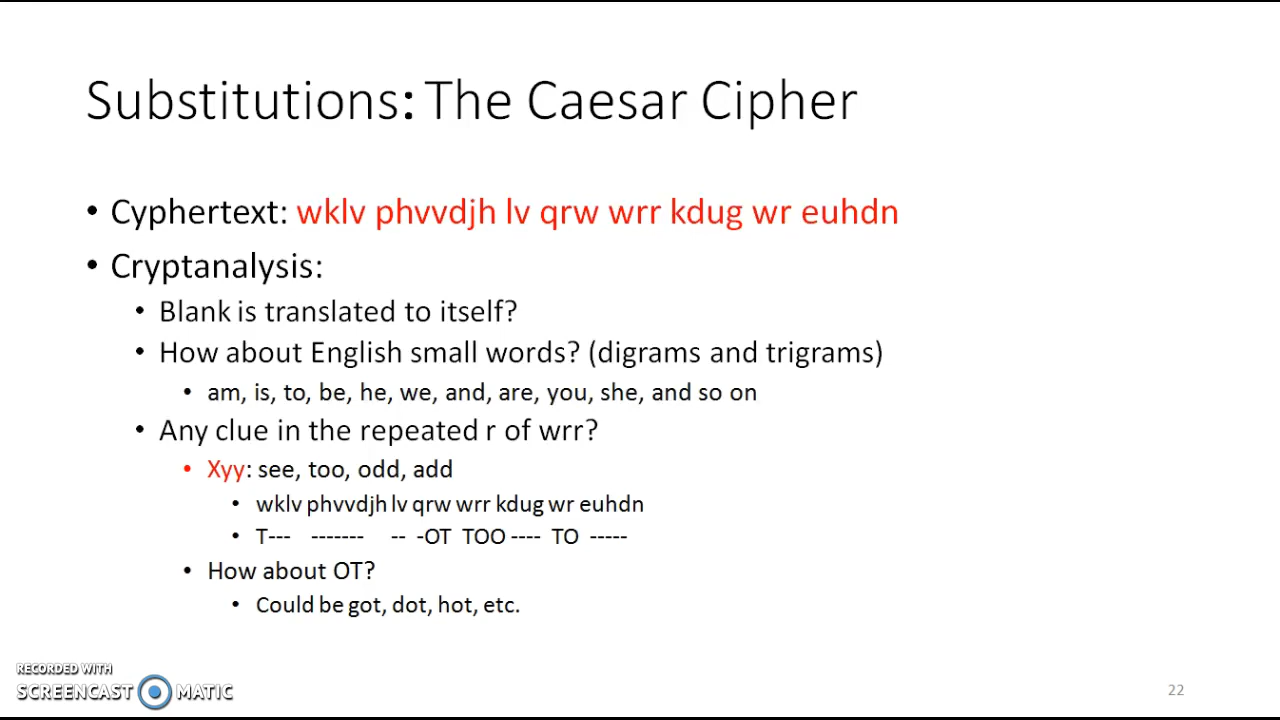 Substitutions: The Caesar Cipher
• Cyphertext: wklv phvvdjh lv qrw wrr kdug wr euhdn
• Cryptanalysis:
• Blank is translated to itself?
• How about English small words? (digrams and trigrams)
• am, is, to, be, he, we, and, are, you, she, and so on
• Any clue in the repeated r of wrr?
• Xyy: see, too, odd, add
• wklv phvvdjh lv qrw wrr kdug wr euhdn
• T--- ------- -- -OT TOO ---- TO -----
• How about OT?
• Could be got, dot, hot, etc.
RECORDED WITH
SCREENCAST MATIC
22